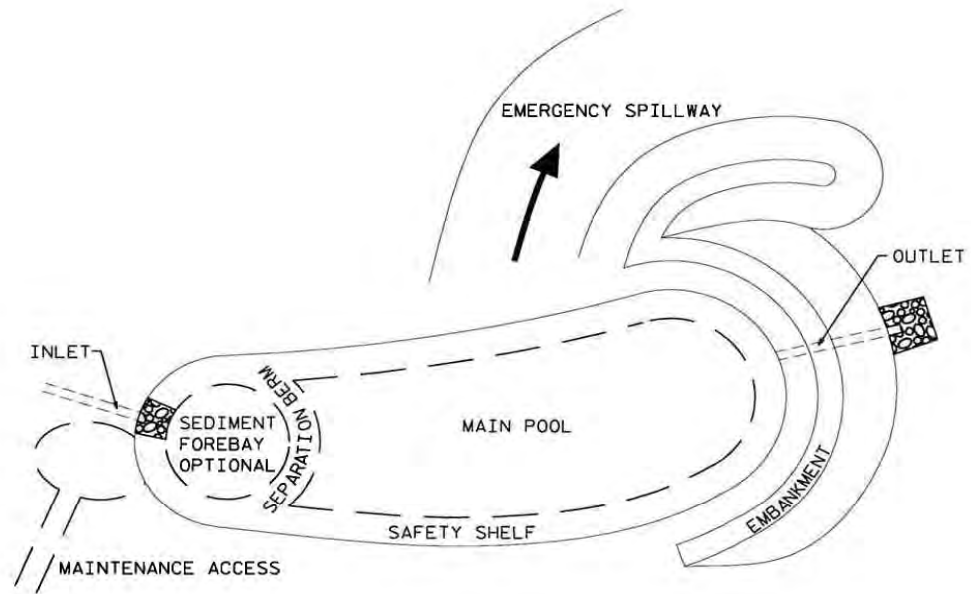 EMERGENCY SPILLWAY
OUTLET
INLET
SEPARATION BERM
SEDIMENT
FOREBAY
OPTIONAL
MAIN POOL
EMBANKMENT
SAFETY SHELF
MAINTENANCE ACCESS